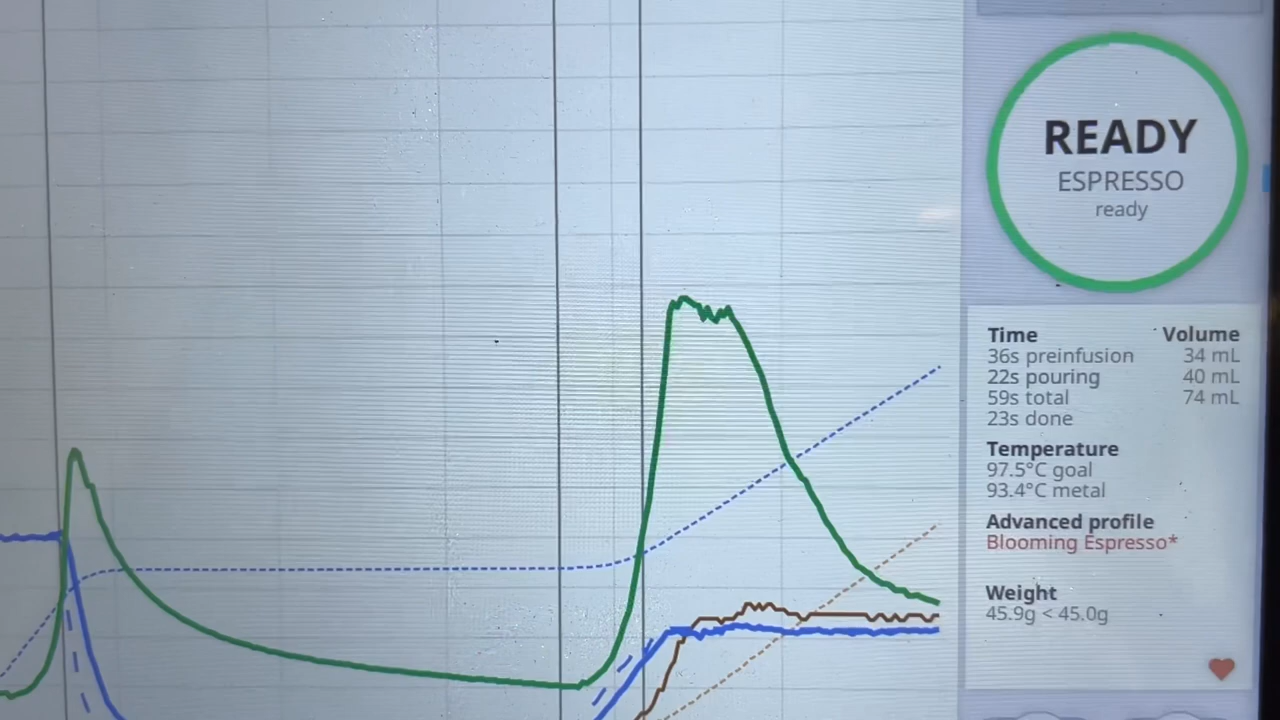 READY
ESPRESSO
ready
Time Volume
36s preinfusion 34 mL
22s pouring 40 mL
59s total 74 mL
23s done
Temperature
97.5°C goal
93.4°C metal
Advanced profile
Blooming Espresso*
Weight
45.9g < 45.0g